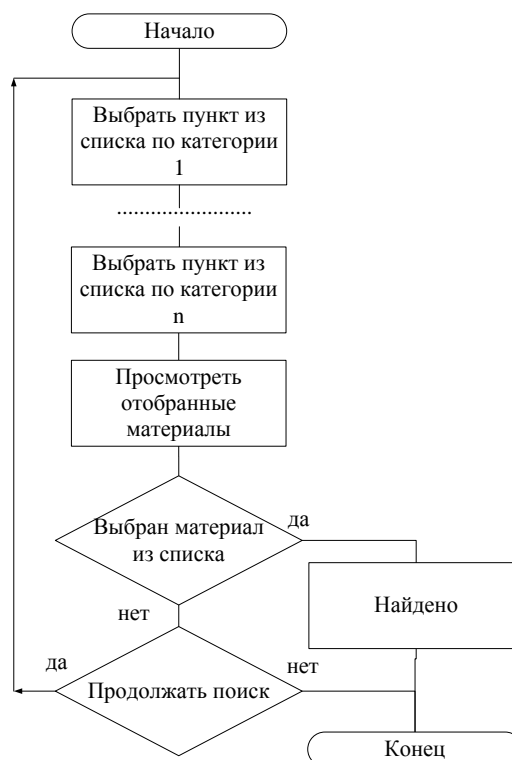 Начало
Выбрать пункт из
списка по категории
1
........................
Выбрать пункт из
списка по категории
n
Просмотреть
отобранные
материалы
Выбран материал
из списка
да
Найдено
нет
да
Продолжать поиск
нет
Конец